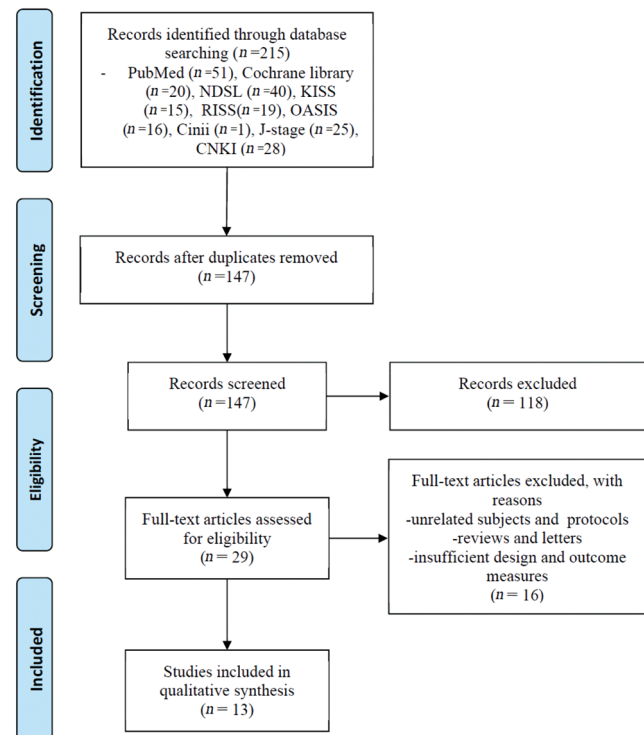 Identification
Records identified through database
searching (n=215)
- PubMed (n=51), Cochrane library
(n=20), NDSL (n=40), KISS
(n=15), RISS(n=19), OASIS
(n=16), Cinii (n=1), J-stage (n=25),
CNKI (n=28)
Screening
Records after duplicates removed
(n=147)
Records screened
(n=147)
Records excluded
(n= 118)
Eligibility
Full-text articles assessed
for eligibility
(n= 29)
Full-text articles excluded, with
reasons
-unrelated subjects and protocols
-reviews and letters
-insufficient design and outcome
measures
(n= 16)
Included
Studies included in
qualitative synthesis
(n= 13)